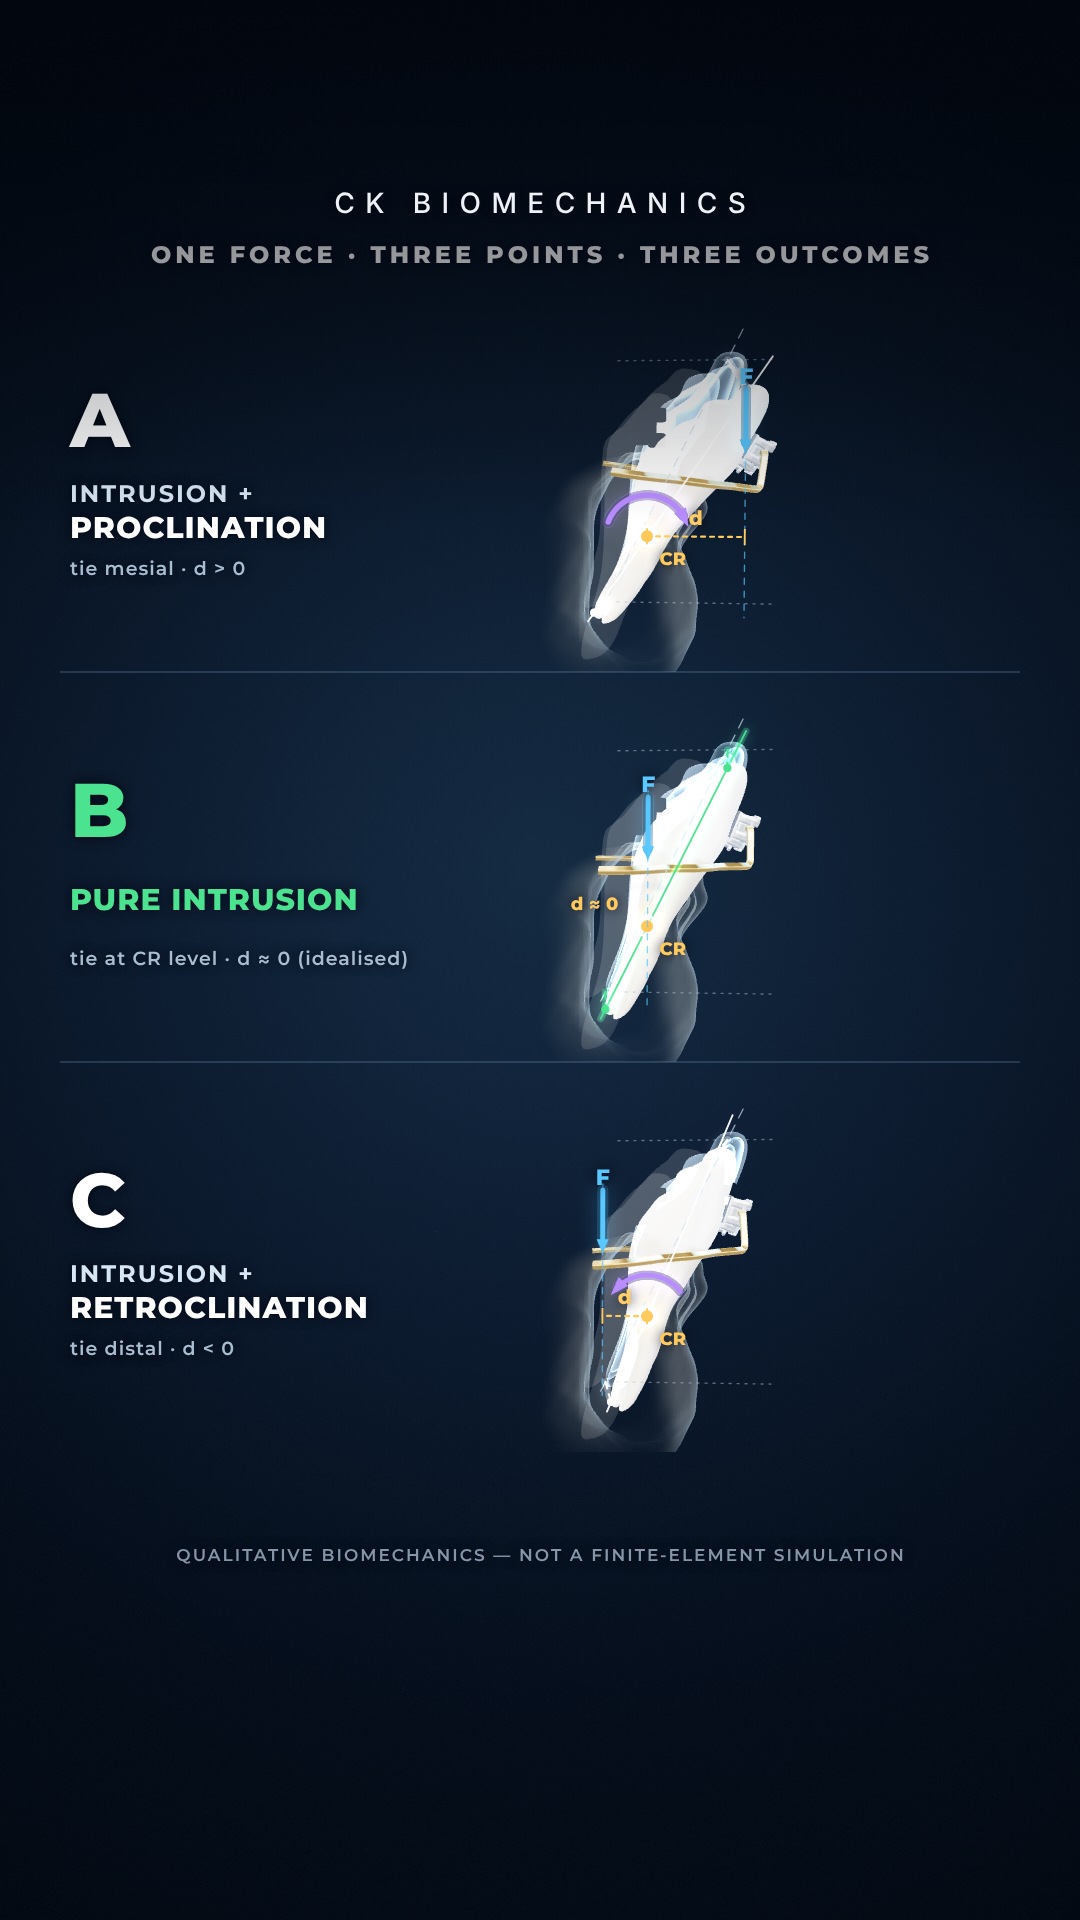 CK BIOMECHANICS
ONE FORCE · THREE POINTS · THREE OUTCOMES
A
INTRUSION +
PROCLINATION
tie mesial · d > 0
F
d
CR
B
PURE INTRUSION
tie at CR level · d ≈ 0 (idealised)
F
d ≈ 0
CR
C
INTRUSION +
RETROCLINATION
tie distal · d < 0
F
d
CR
QUALITATIVE BIOMECHANICS — NOT A FINITE-ELEMENT SIMULATION